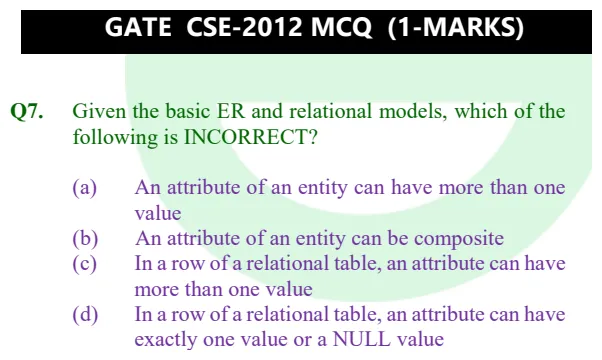 GATE CSE-2012 MCQ (1-MARKS)
Q7. Given the basic ER and relational models, which of the
following is INCORRECT?
(a) An attribute of an entity can have more than one
value
(b) An attribute of an entity can be composite
(c) In a row of a relational table, an attribute can have
more than one value
(d) In a row of a relational table, an attribute can have
exactly one value or a NULL value